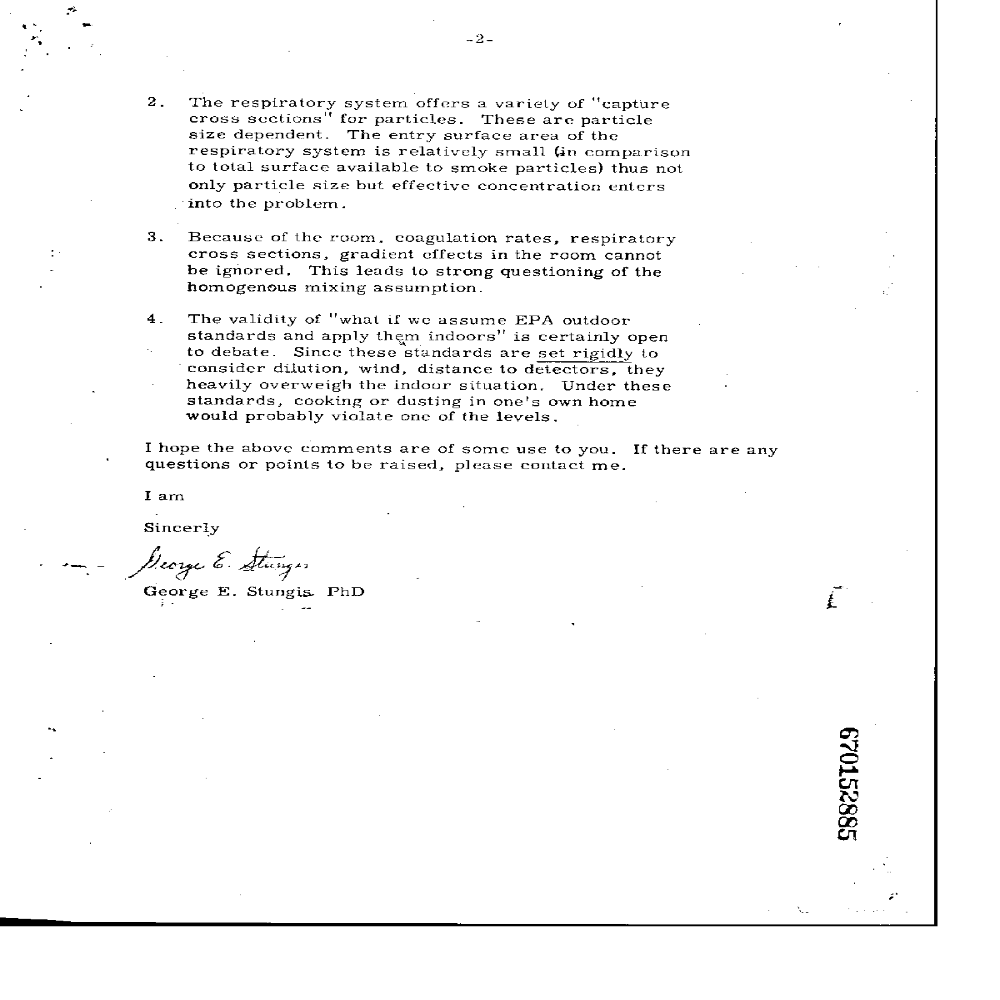 -2-
2. The respiratory system offers a variety of "capture
cross sections" for particles. These are particle
size dependent. The entry surface area of the
respiratory system is relatively small (in comparison
to total surface available to smoke particles) thus not
only particle size but effective concentration enters
into the problem.
3. Because of the room, coagulation rates, respiratory
cross sections, gradient effects in the room cannot
be ignored. This leads to strong questioning of the
homogenous mixing assumption.
4. The validity of "what if we assume EPA outdoor
standards and apply them indoors" is certainly open
to debate. Since these standards are set rigidly to
consider dilution, wind, distance to detectors, they
heavily overweigh the indoor situation. Under these
standards, cooking or dusting in one's own home
would probably violate one of the levels.
I hope the above comments are of some use to you. If there are any
questions or points to be raised, please contact me.
I am
Sincerly
George E. Stungis
George E. Stungis PhD
670152885